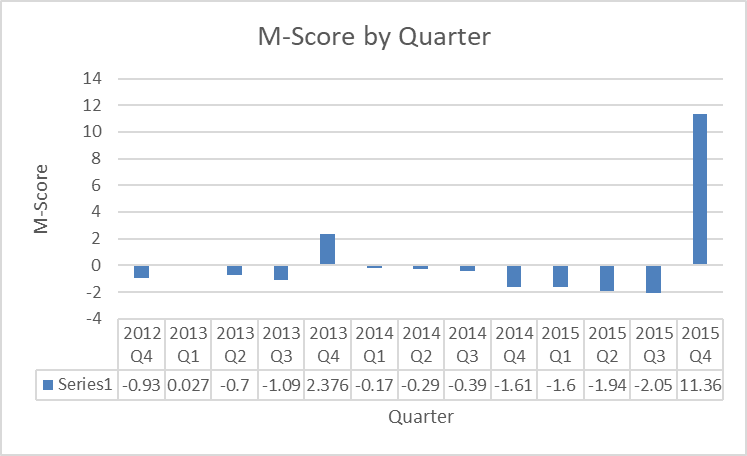 M-Score by Quarter
14
12
10
8
6
4
2
0
-2
-4
M-Score
2012 2013 2013 2013 2013 2014 2014 2014 2014 2015 2015 2015 2015
Q4 Q1 Q2 Q3 Q4 Q1 Q2 Q3 Q4 Q1 Q2 Q3 Q4
Series1 -0.93 0.027 -0.7 -1.09 2.376 -0.17 -0.29 -0.39 -1.61 -1.6 -1.94 -2.05 11.36
Quarter